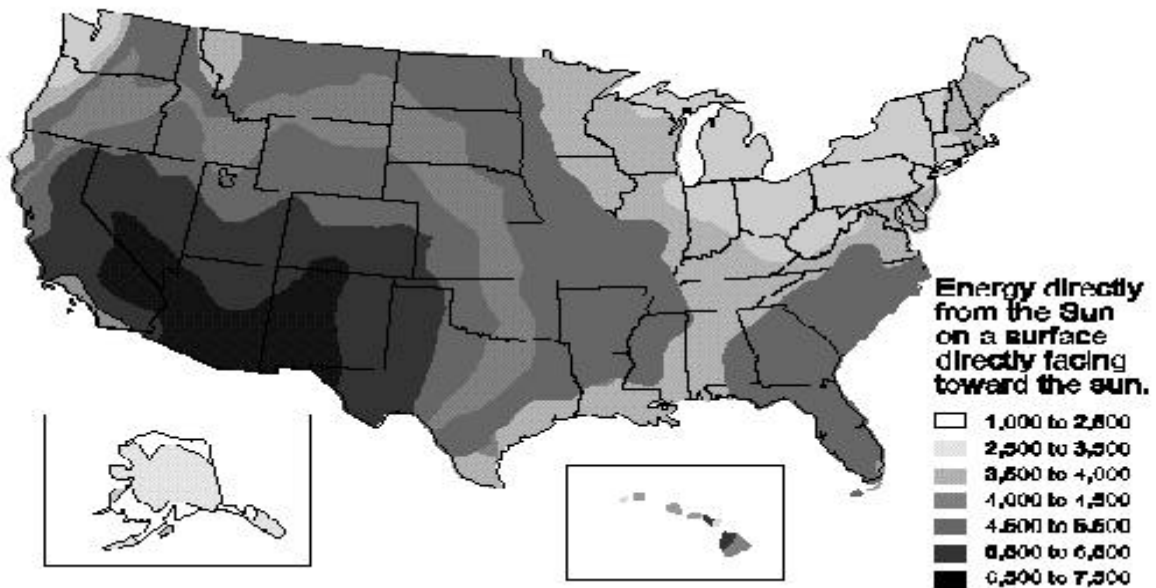 Energy directly
from the Sun
on a surface
directly facing
toward the sun.
1,000 to 2,500
2,500 to 3,500
3,500 to 4,000
4,000 to 4,500
4,500 to 5,500
5,500 to 6,500
6,500 to 7,500